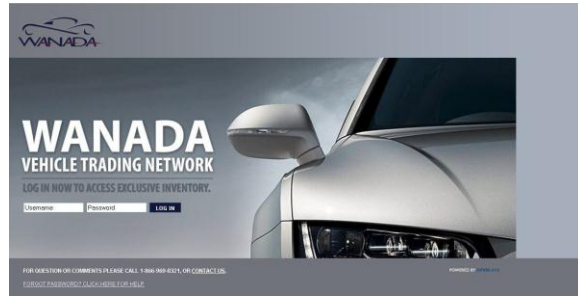 WANADA
WANADA
VEHICLE TRADING NETWORK
LOG IN NOW TO ACCESS EXCLUSIVE INVENTORY.
Username Password LOG IN
FOR QUESTION OR COMMENTS PLEASE CALL 1-866-969-8321, OR CONTACT US.
POWERED BY
FORGOT PASSWORD? CLICK HERE FOR HELP.